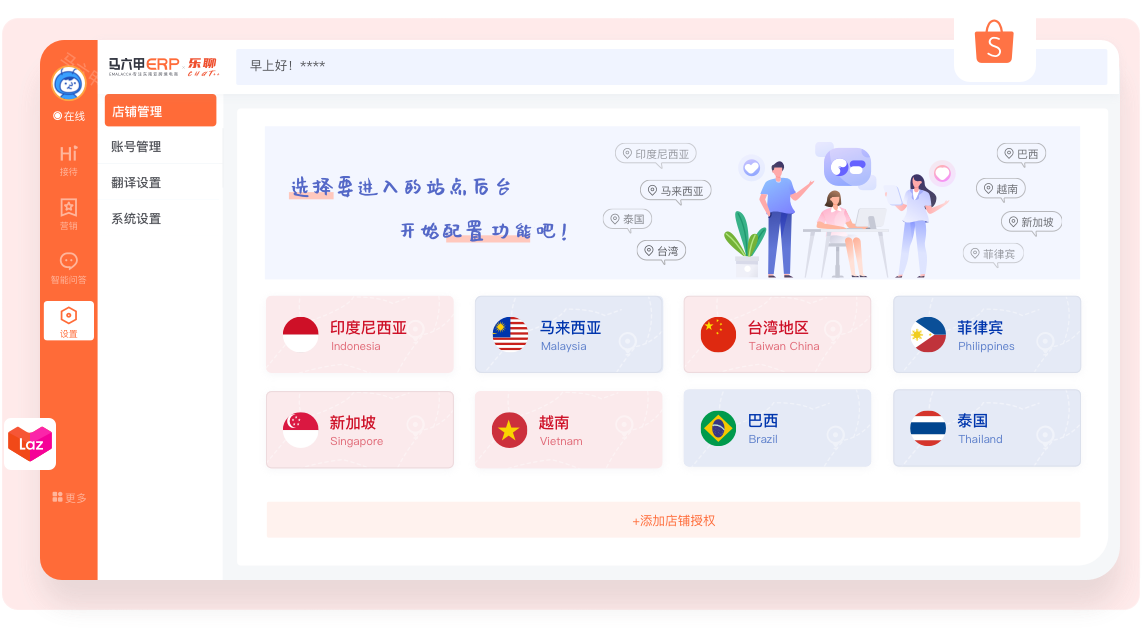 S
马六甲ERP·乐聊
早上好！****
在线
店铺管理
账号管理
翻译设置
系统设置
Hi
接待
营销
智能问答
设置
更多
Laz
选择要进入的站点后台
开始配置功能吧！
印度尼西亚
马来西亚
泰国
台湾
巴西
越南
新加坡
菲律宾
印度尼西亚
Indonesia
马来西亚
Malaysia
台湾地区
Taiwan China
菲律宾
Philippines
新加坡
Singapore
越南
Vietnam
巴西
Brazil
泰国
Thailand
+添加店铺授权